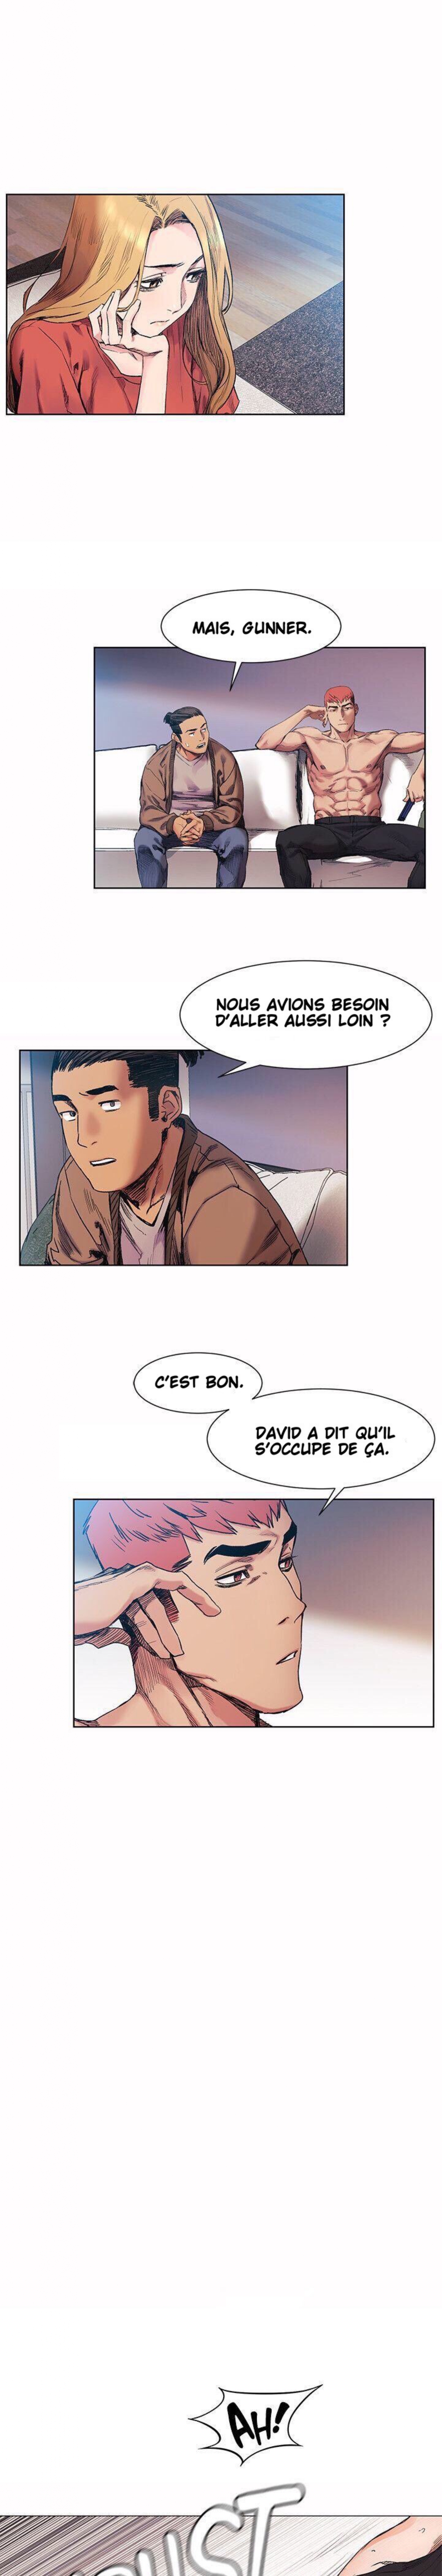 MAIS, GUNNER.
NOUS AVIONS BESOIN
D'ALLER AUSSI LOIN ?
C'EST BON.
DAVID A DIT QU'IL
S'OCCUPE DE ÇA.
AH!